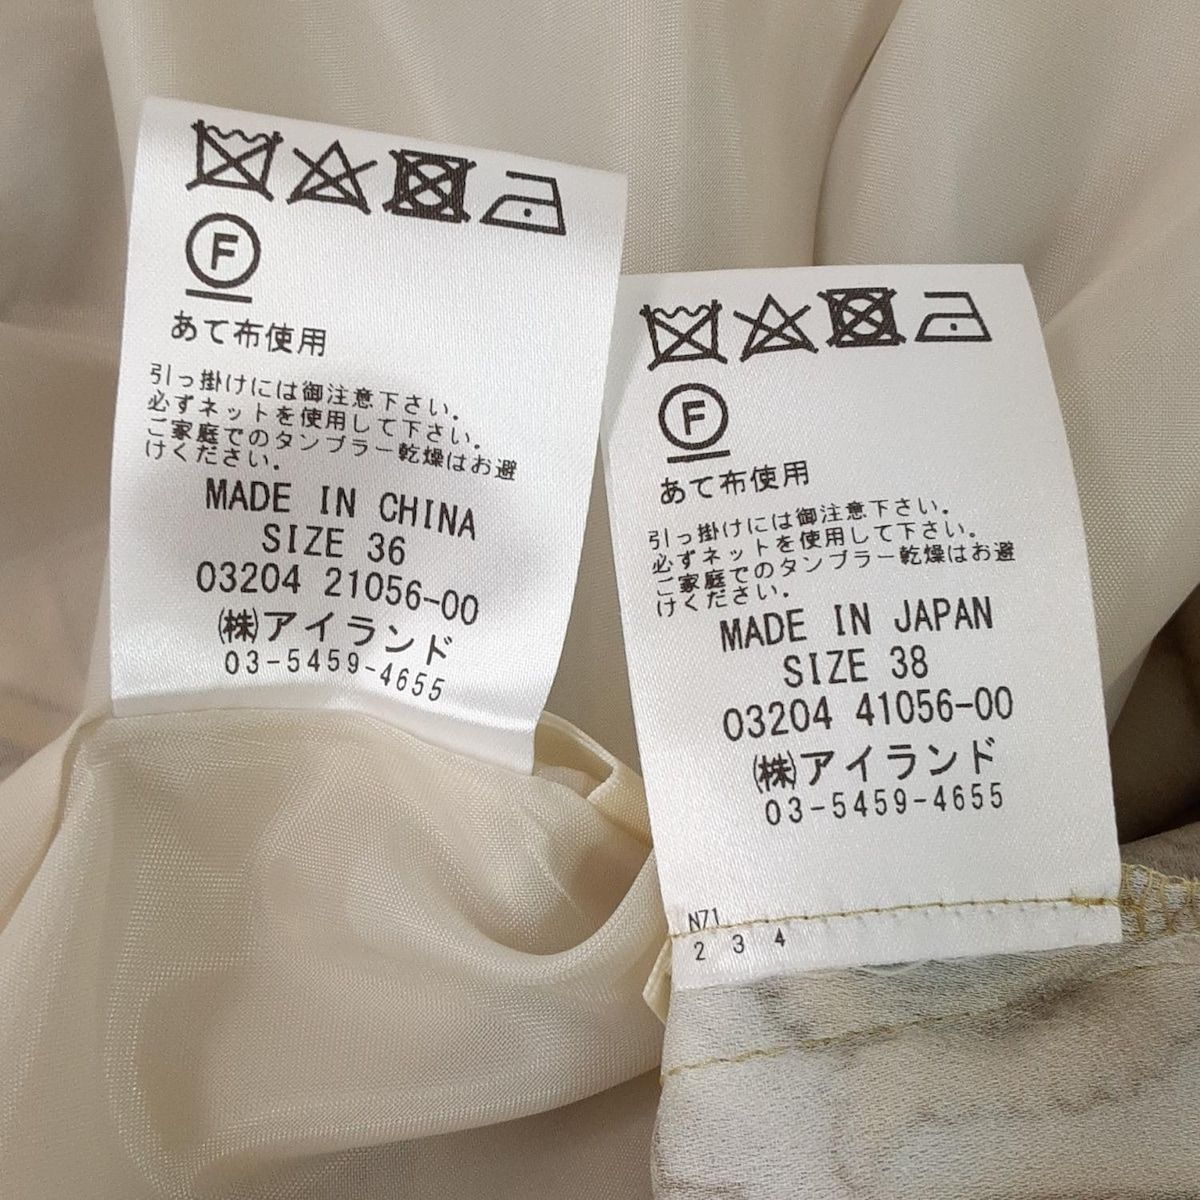 F
あて布使用
引っ掛けには御注意下さい。
必ずネットを使用して下さい。
ご家庭でのタンブラー乾燥はお避
けください。
MADE IN CHINA
SIZE 36
03204 21056-00
(株)アイランド
03-5459-4655
F
あて布使用
引っ掛けには御注意下さい。
必ずネットを使用して下さい。
ご家庭でのタンブラー乾燥はお避
けください。
MADE IN JAPAN
SIZE 38
03204 41056-00
(株)アイランド
03-5459-4655
N71
2 3 4